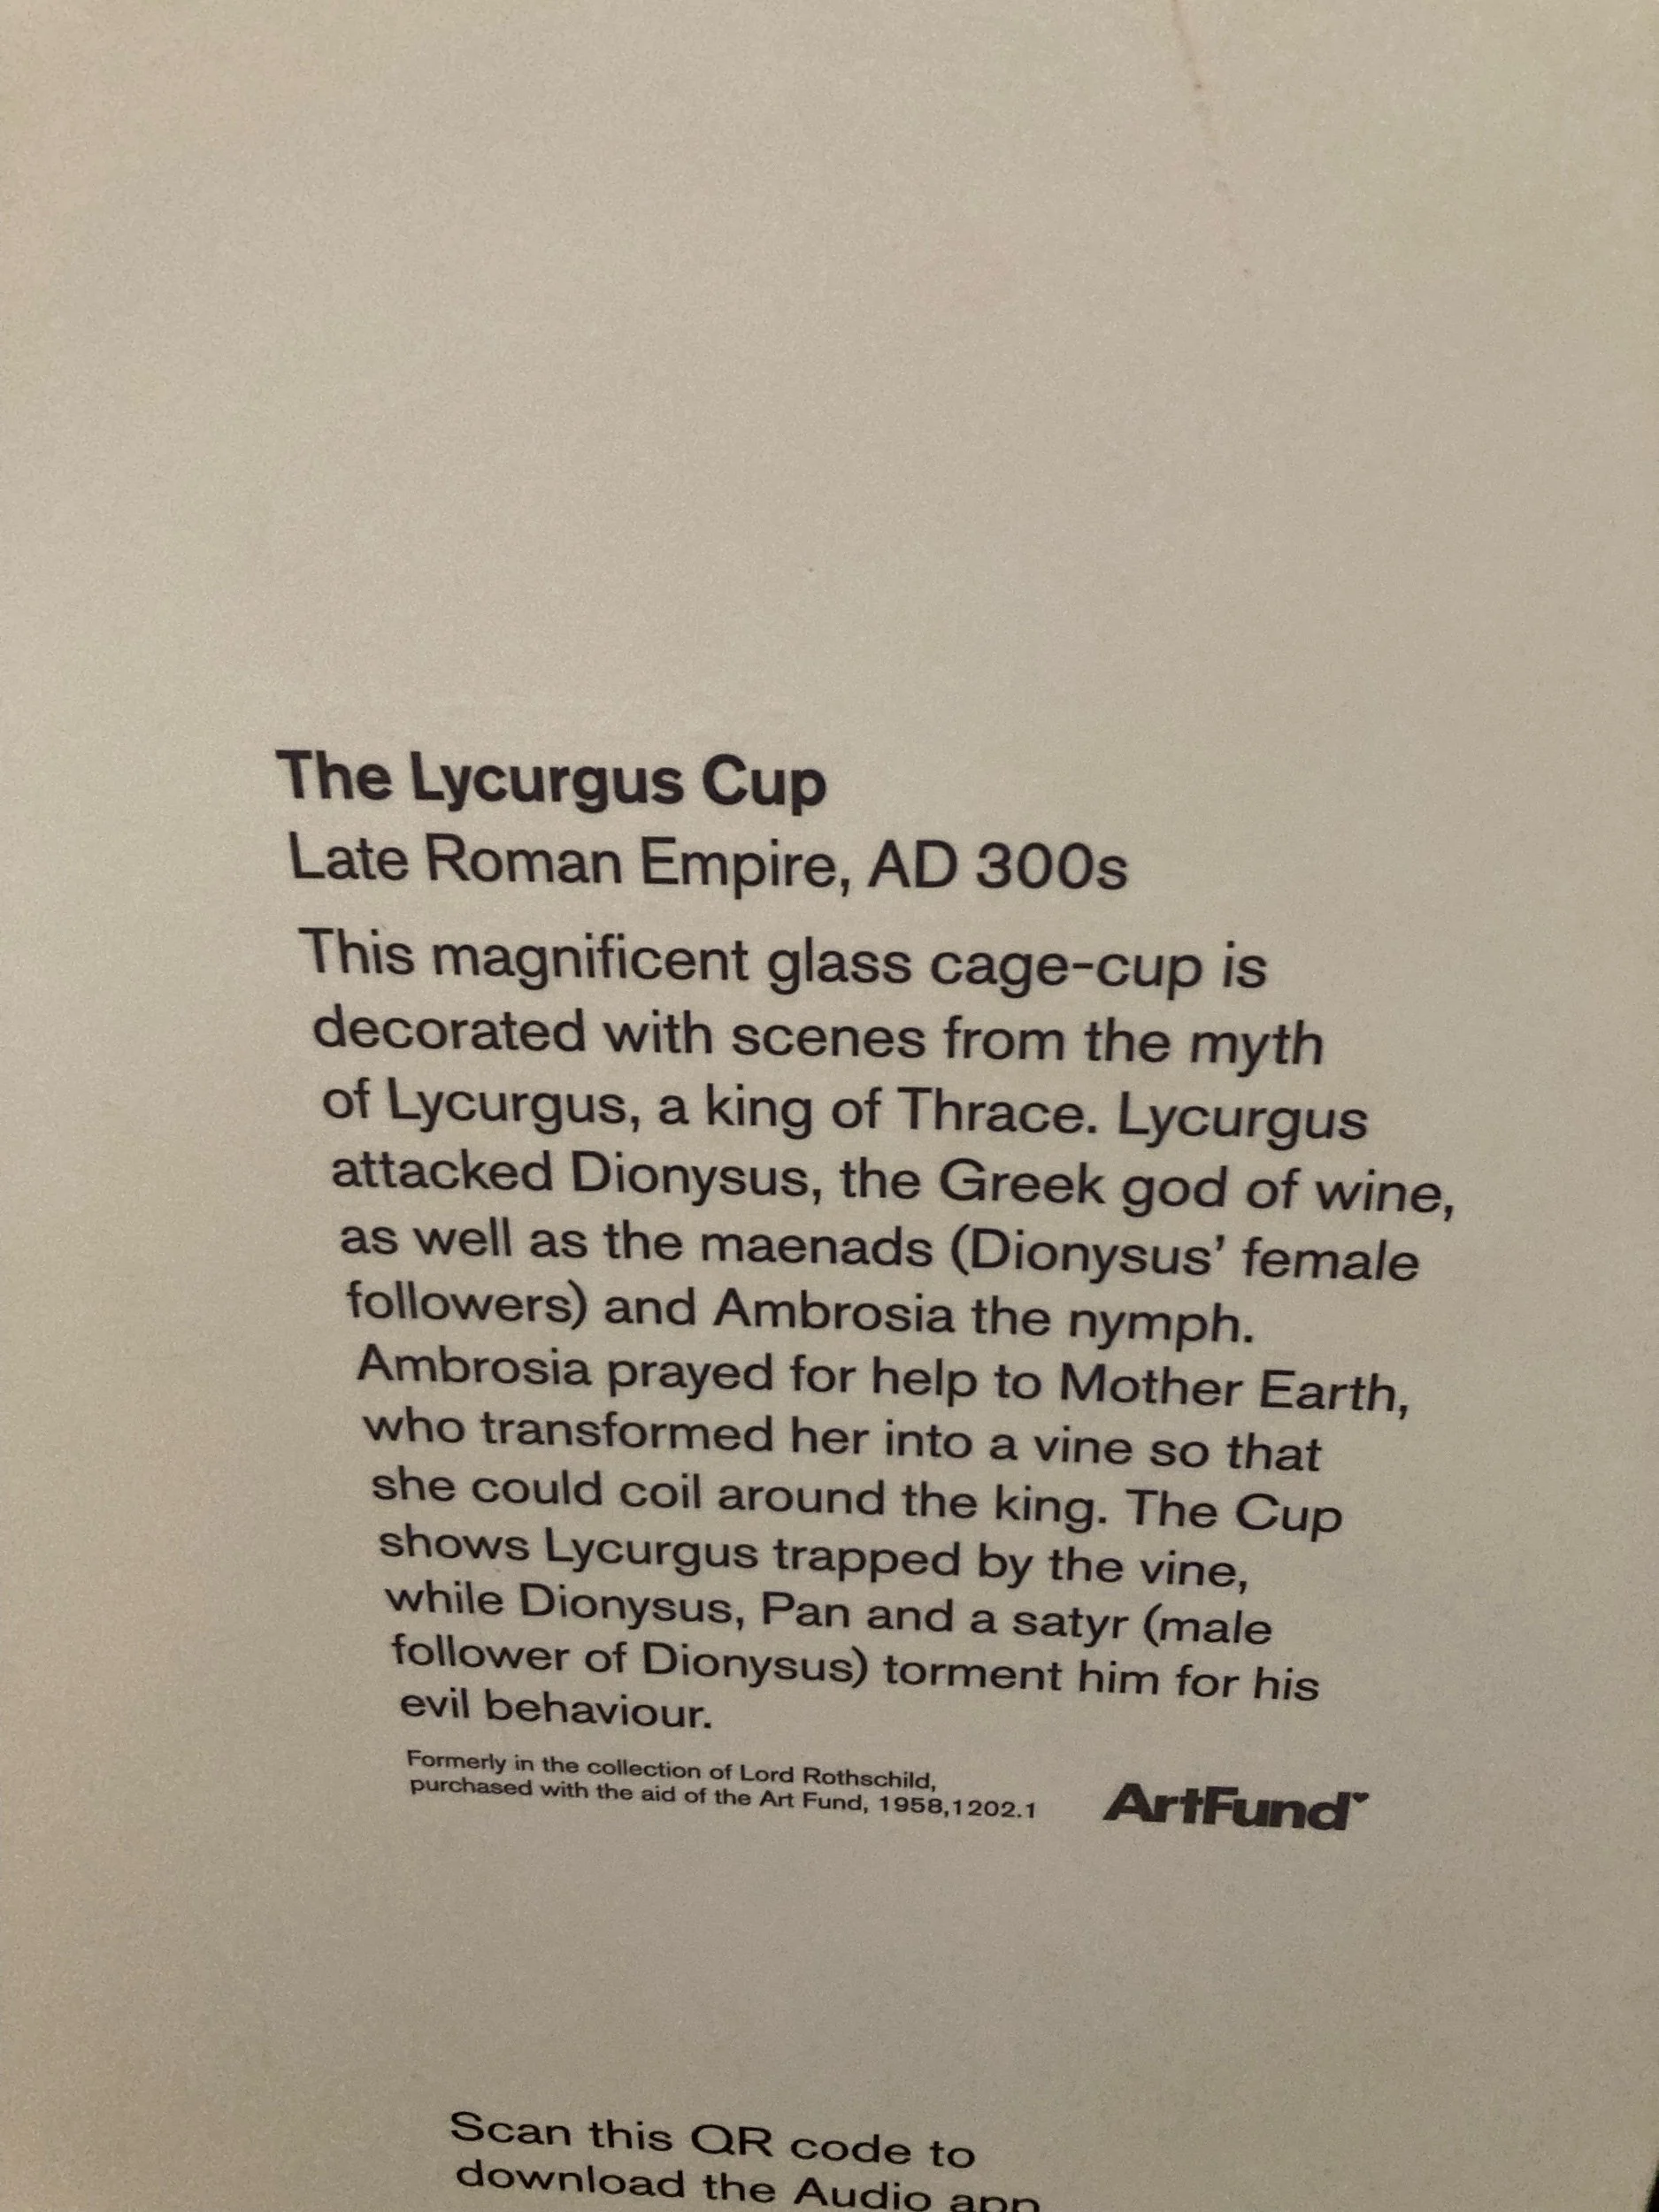 The Lycurgus Cup
Late Roman Empire, AD 300s
This magnificent glass cage-cup is
decorated with scenes from the myth
of Lycurgus, a king of Thrace. Lycurgus
attacked Dionysus, the Greek god of wine,
as well as the maenads (Dionysus’ female
followers) and Ambrosia the nymph.
Ambrosia prayed for help to Mother Earth,
who transformed her into a vine so that
she could coil around the king. The Cup
shows Lycurgus trapped by the vine,
while Dionysus, Pan and a satyr (male
follower of Dionysus) torment him for his
evil behaviour.
Formerly in the collection of Lord Rothschild,
purchased with the aid of the Art Fund, 1958,1202.1
ArtFund
Scan this QR code to
download the Audio app